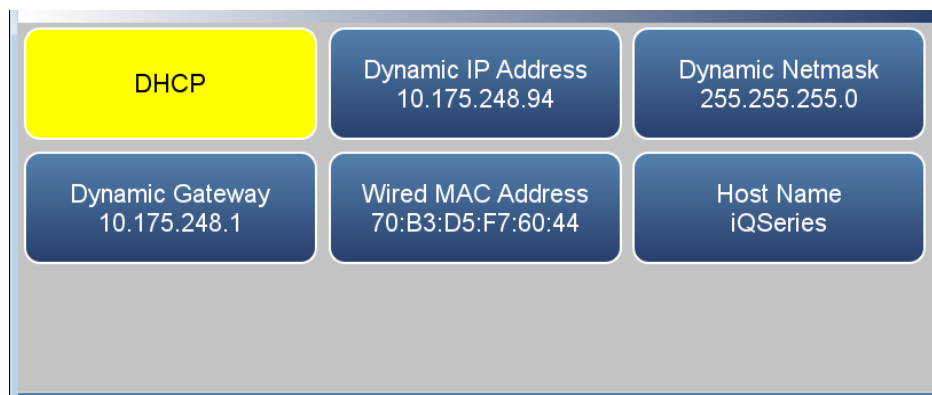 DHCP
Dynamic IP Address
10.175.248.94
Dynamic Netmask
255.255.255.0
Dynamic Gateway
10.175.248.1
Wired MAC Address
70:B3:D5:F7:60:44
Host Name
iQSeries